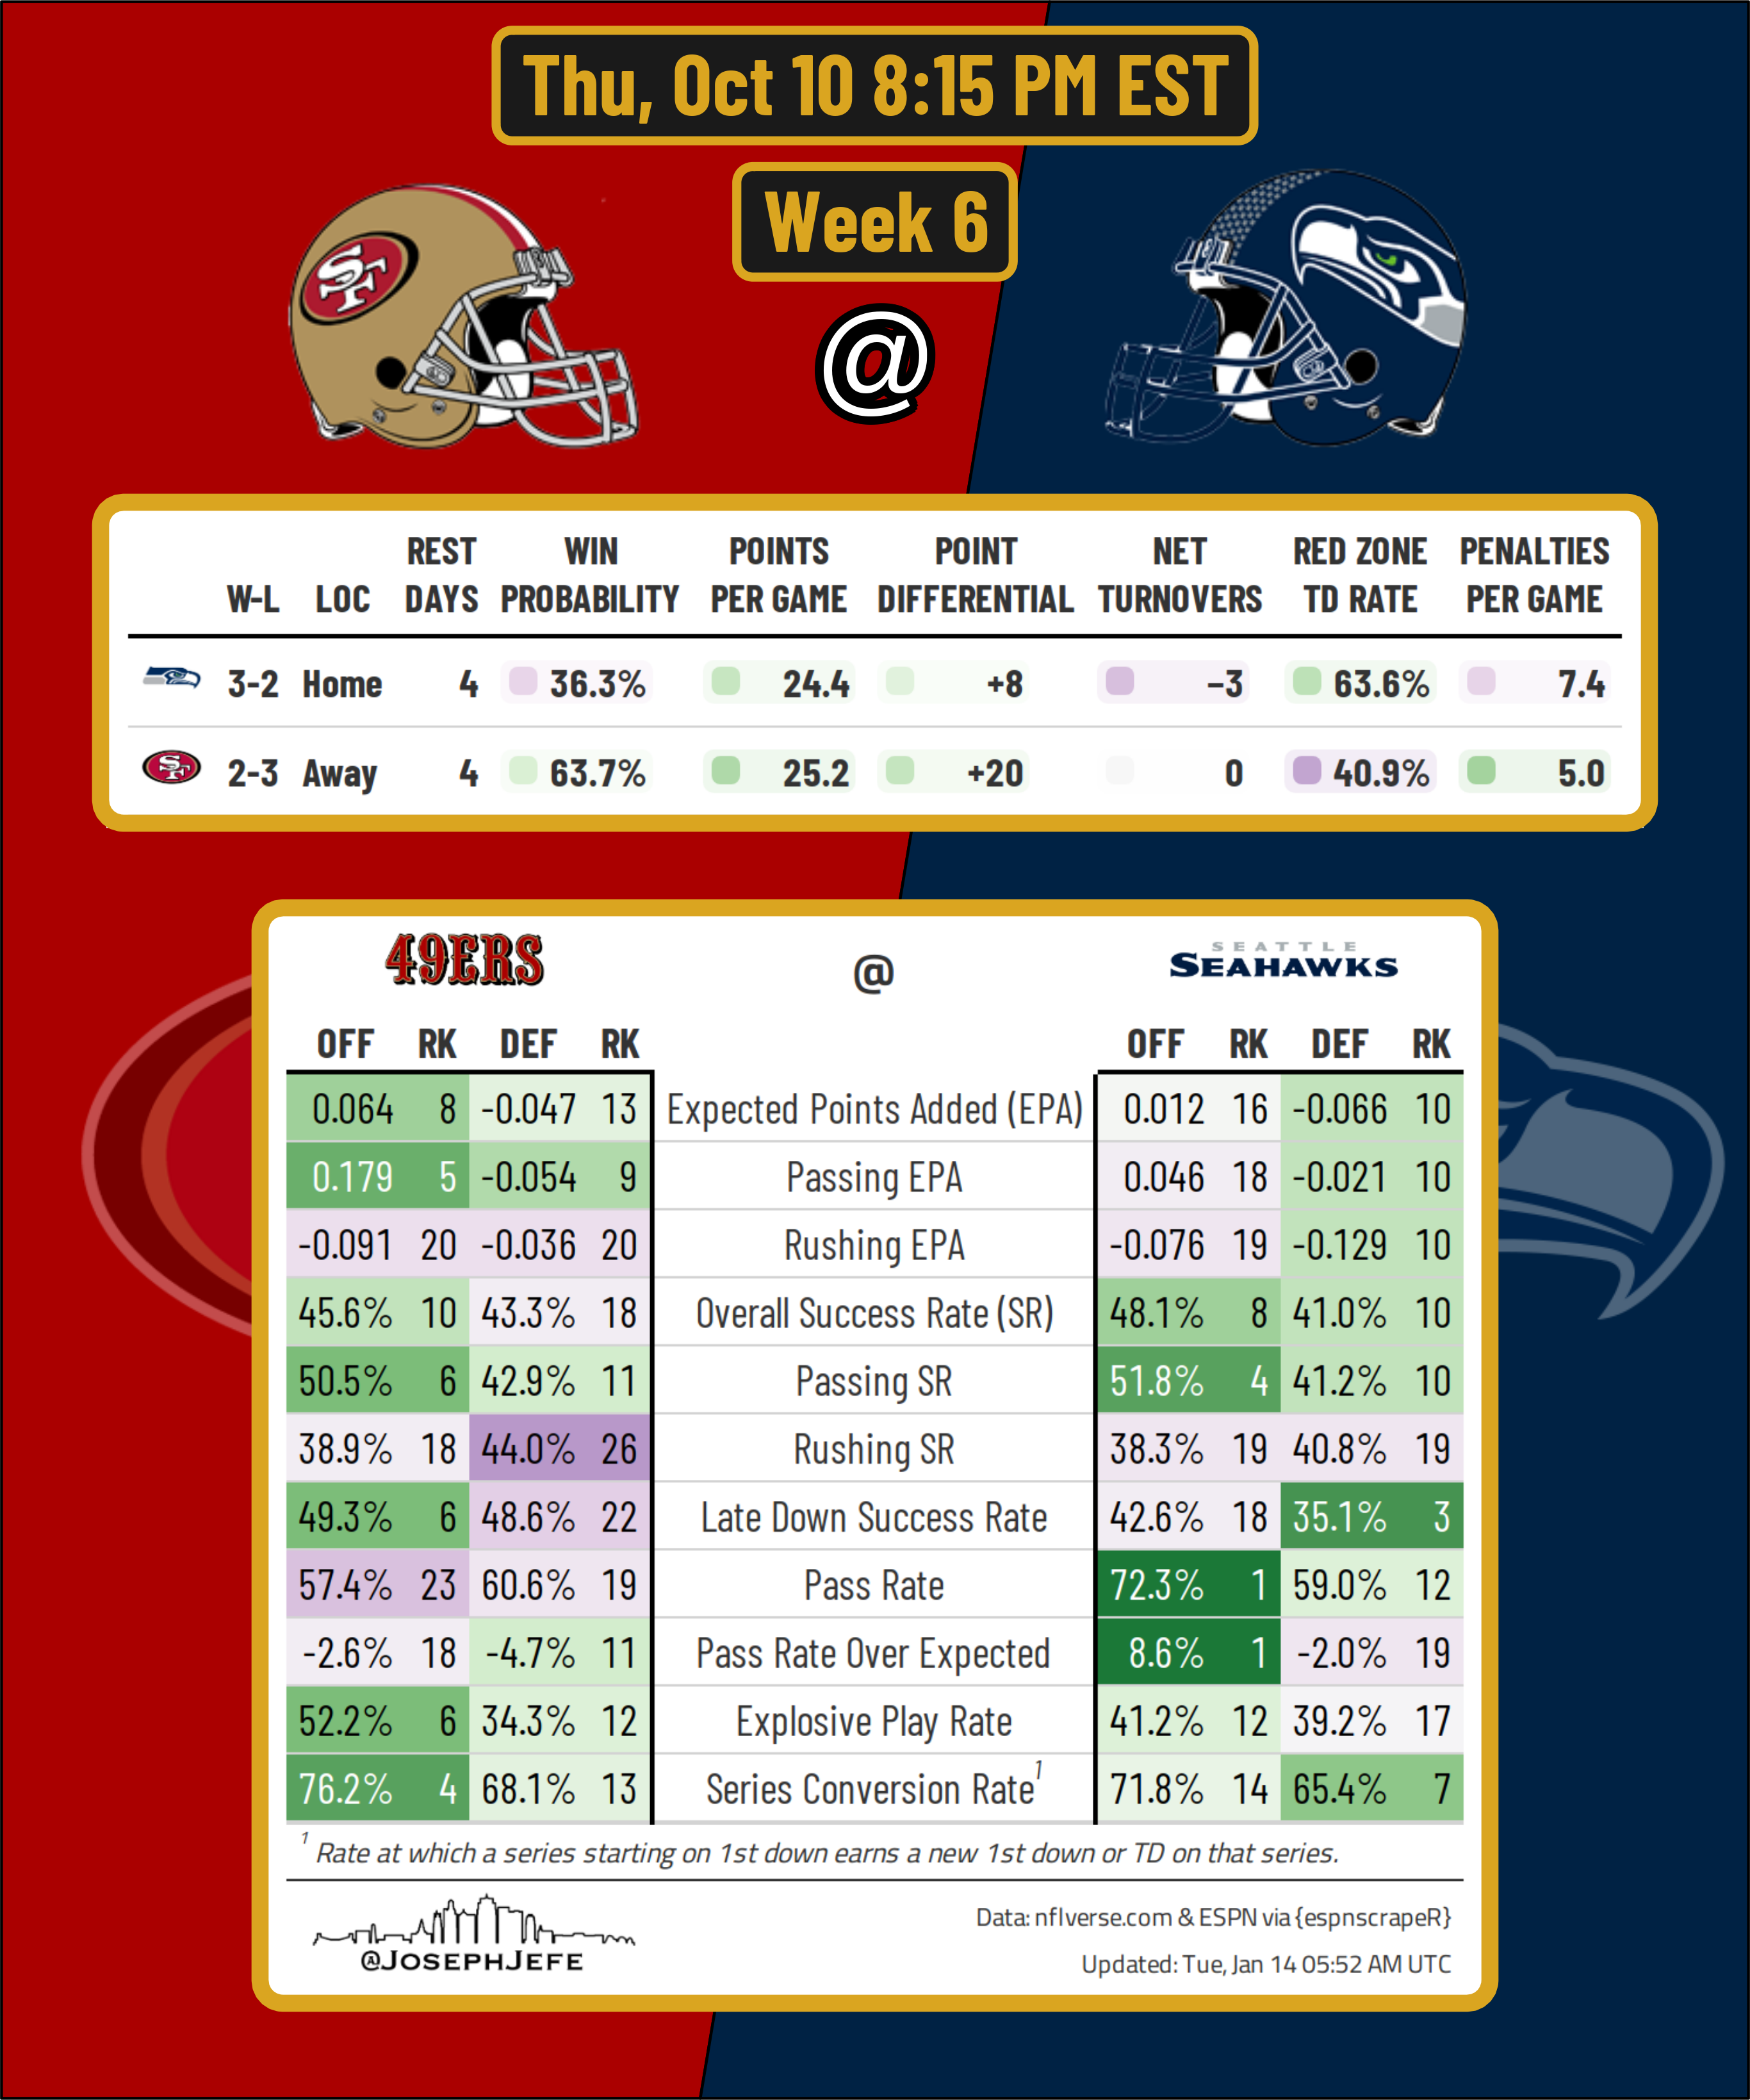 Thu, Oct 10 8:15 PM EST
Week 6
SF
@
REST WIN POINTS POINT NET RED ZONE PENALTIES
W-L LOC DAYS PROBABILITY PER GAME DIFFERENTIAL TURNOVERS TD RATE PER GAME
3-2 Home 4 36.3% 24.4 +8 −3 63.6% 7.4
SF 2-3 Away 4 63.7% 25.2 +20 0 40.9% 5.0
49ERS @ SEATTLE SEAHAWKS
OFF RK DEF RK OFF RK DEF RK
0.064 8 -0.047 13 Expected Points Added (EPA) 0.012 16 -0.066 10
0.179 5 -0.054 9 Passing EPA 0.046 18 -0.021 10
-0.091 20 -0.036 20 Rushing EPA -0.076 19 -0.129 10
45.6% 10 43.3% 18 Overall Success Rate (SR) 48.1% 8 41.0% 10
50.5% 6 42.9% 11 Passing SR 51.8% 4 41.2% 10
38.9% 18 44.0% 26 Rushing SR 38.3% 19 40.8% 19
49.3% 6 48.6% 22 Late Down Success Rate 42.6% 18 35.1% 3
57.4% 23 60.6% 19 Pass Rate 72.3% 1 59.0% 12
-2.6% 18 -4.7% 11 Pass Rate Over Expected 8.6% 1 -2.0% 19
52.2% 6 34.3% 12 Explosive Play Rate 41.2% 12 39.2% 17
76.2% 4 68.1% 13 Series Conversion Rate¹ 71.8% 14 65.4% 7
¹ Rate at which a series starting on 1st down earns a new 1st down or TD on that series.
Data: nflverse.com & ESPN via {espnscrapeR}
@JOSEPHJEFE
Updated: Tue, Jan 14 05:52 AM UTC